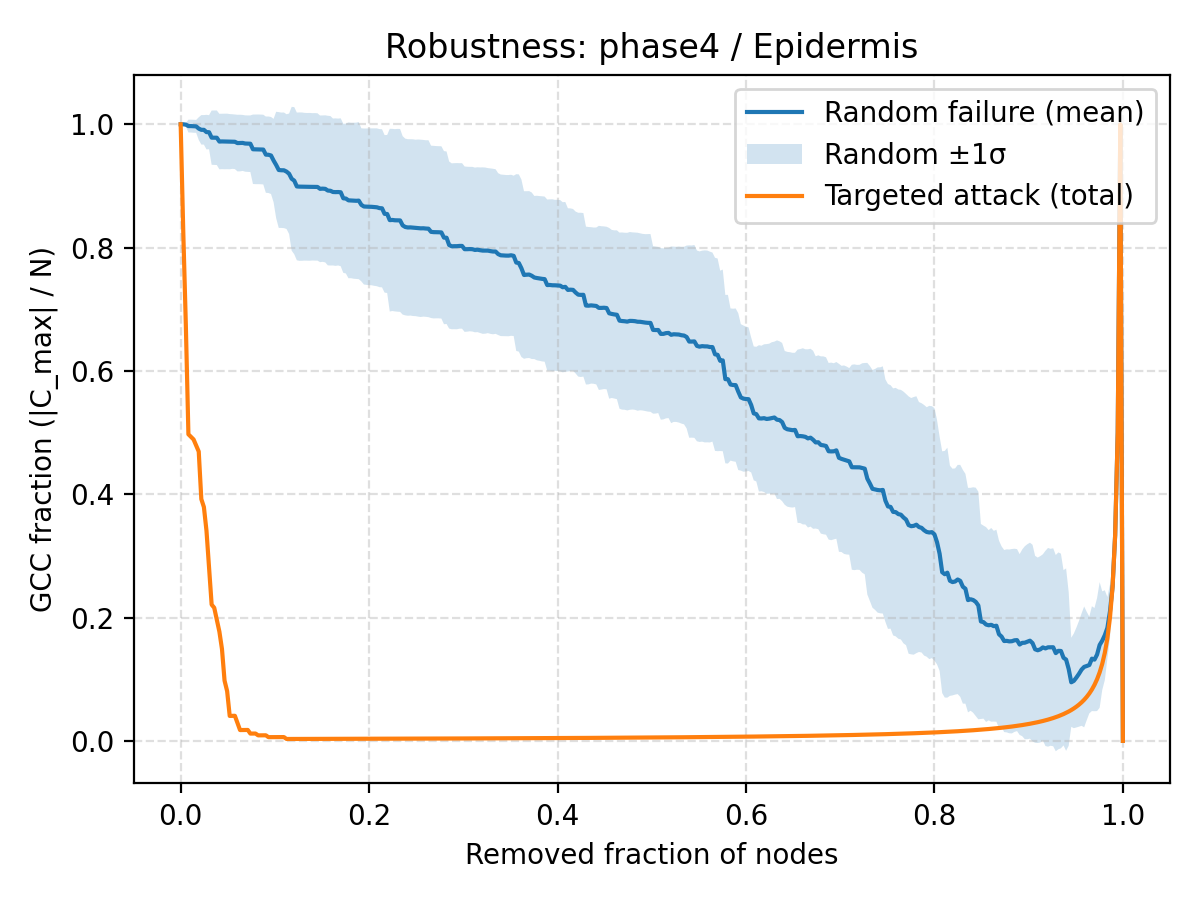 Robustness: phase4 / Epidermis
Random failure (mean)
Random ±1σ
Targeted attack (total)
GCC fraction (|C_max| / N)
1.0
0.8
0.6
0.4
0.2
0.0
0.0 0.2 0.4 0.6 0.8 1.0
Removed fraction of nodes